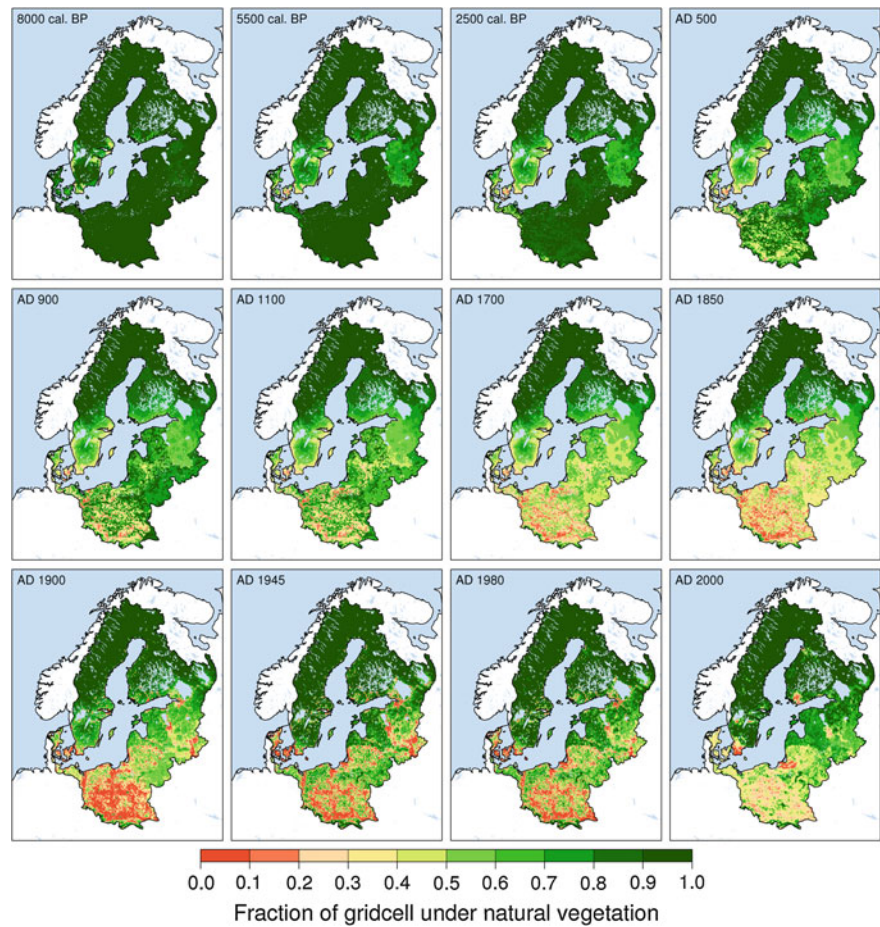 8000 cal. BP
5500 cal. BP
2500 cal. BP
AD 500
AD 900
AD 1100
AD 1700
AD 1850
AD 1900
AD 1945
AD 1980
AD 2000
0.0 0.1 0.2 0.3 0.4 0.5 0.6 0.7 0.8 0.9 1.0
Fraction of gridcell under natural vegetation